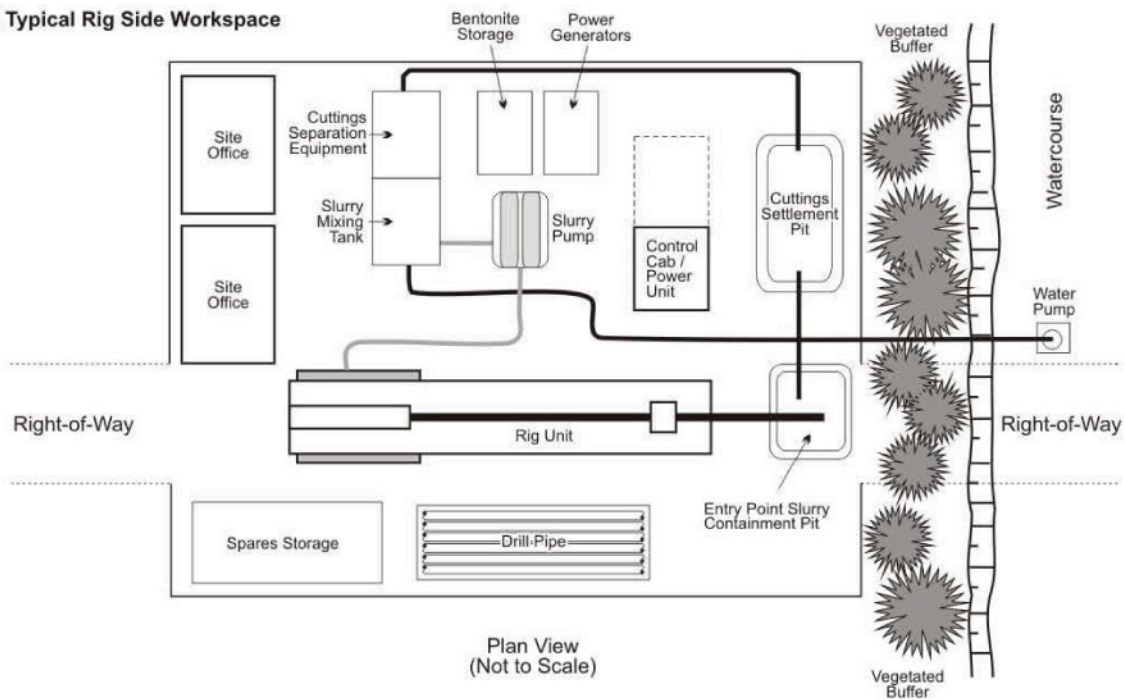 Typical Rig Side Workspace
Bentonite
Storage
Power
Generators
Vegetated
Buffer
Site
Office
Cuttings
Separation
Equipment
Slurry
Mixing
Tank
Slurry
Pump
Control
Cab /
Power
Unit
Cuttings
Settlement
Pit
Watercourse
Water
Pump
Site
Office
Right-of-Way
Rig Unit
Right-of-Way
Entry Point Slurry
Containment Pit
Spares Storage
Drill-Pipe
Plan View
(Not to Scale)
Vegetated
Buffer